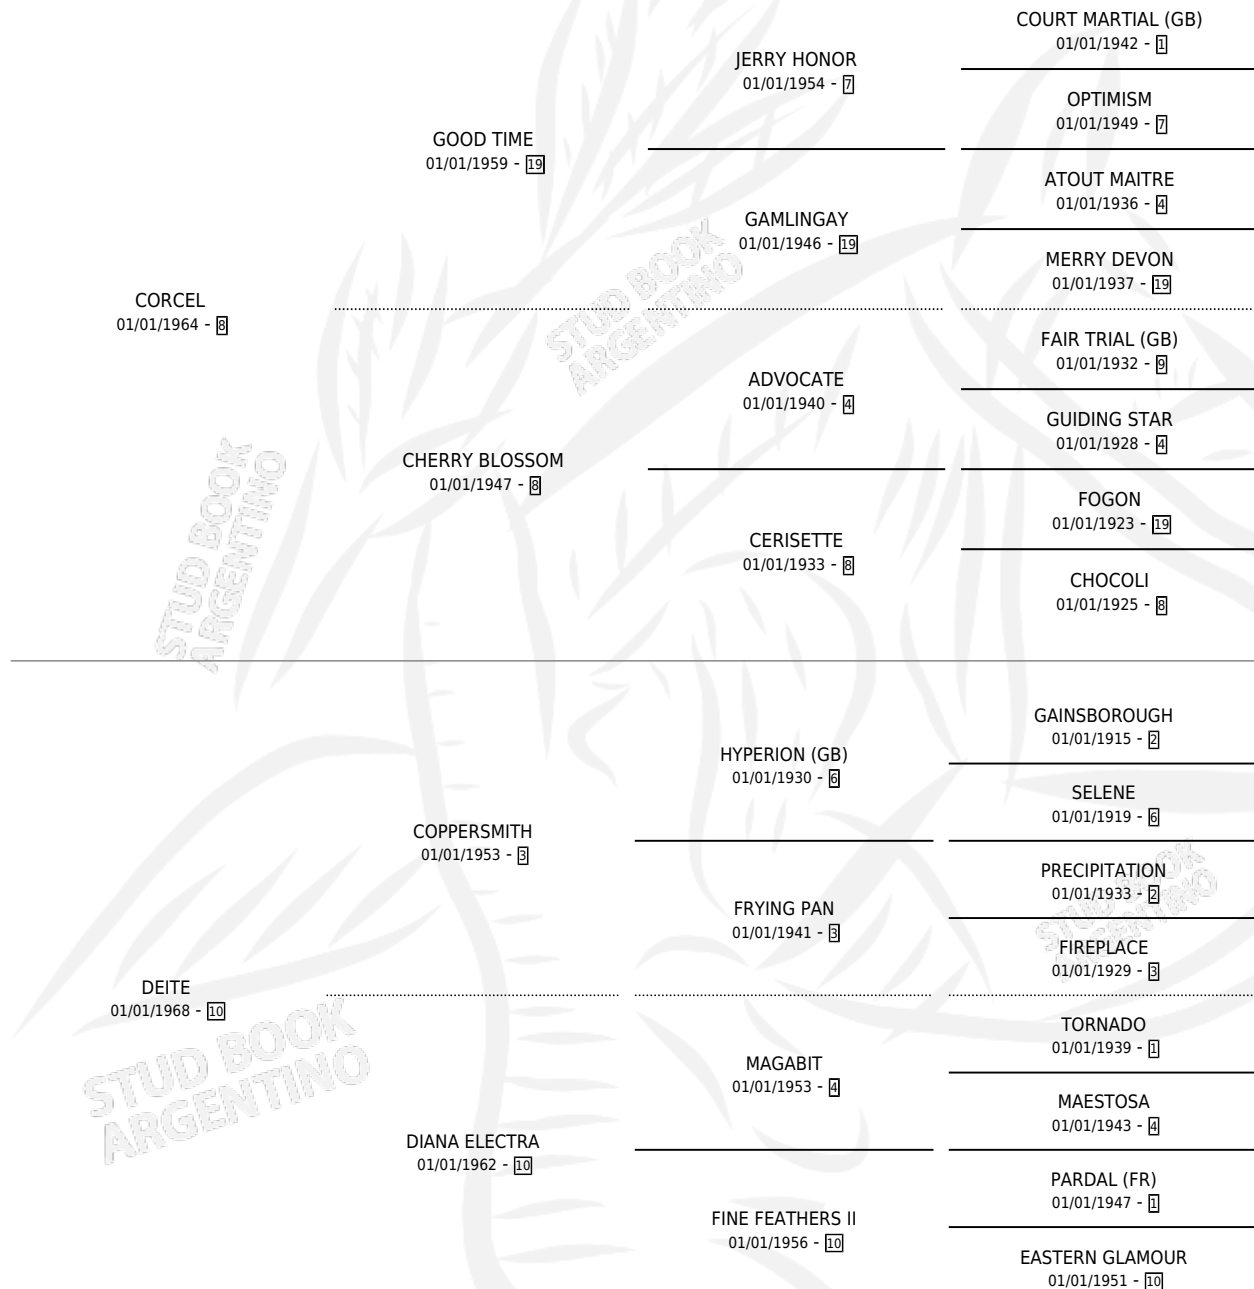 COURT MARTIAL (GB)
01/01/1942 - 1
JERRY HONOR
01/01/1954 - 7
OPTIMISM
01/01/1949 - 7
GOOD TIME
01/01/1959 - 19
ATOUT MAITRE
01/01/1936 - 4
GAMLINGAY
01/01/1946 - 19
MERRY DEVON
01/01/1937 - 19
CORCEL
01/01/1964 - 8
FAIR TRIAL (GB)
01/01/1932 - 9
ADVOCATE
01/01/1940 - 4
GUIDING STAR
01/01/1928 - 4
CHERRY BLOSSOM
01/01/1947 - 8
FOGON
01/01/1923 - 19
CERISETTE
01/01/1933 - 8
CHOCOLI
01/01/1925 - 8
GAINSBOROUGH
01/01/1915 - 2
HYPERION (GB)
01/01/1930 - 6
SELENE
01/01/1919 - 6
COPPERSMITH
01/01/1953 - 3
PRECIPITATION
01/01/1933 - 2
FRYING PAN
01/01/1941 - 3
FIREPLACE
01/01/1929 - 3
DEITE
01/01/1968 - 10
TORNADO
01/01/1939 - 1
MAGABIT
01/01/1953 - 4
MAESTOSA
01/01/1943 - 4
DIANA ELECTRA
01/01/1962 - 10
PARDAL (FR)
01/01/1947 - 1
FINE FEATHERS II
01/01/1956 - 10
EASTERN GLAMOUR
01/01/1951 - 10
STUD BOOK
ARGENTINO
STUD BOOK
ARGENTINO
STUD BOOK
ARGENTINO
STUD BOOK
ARGENTINO